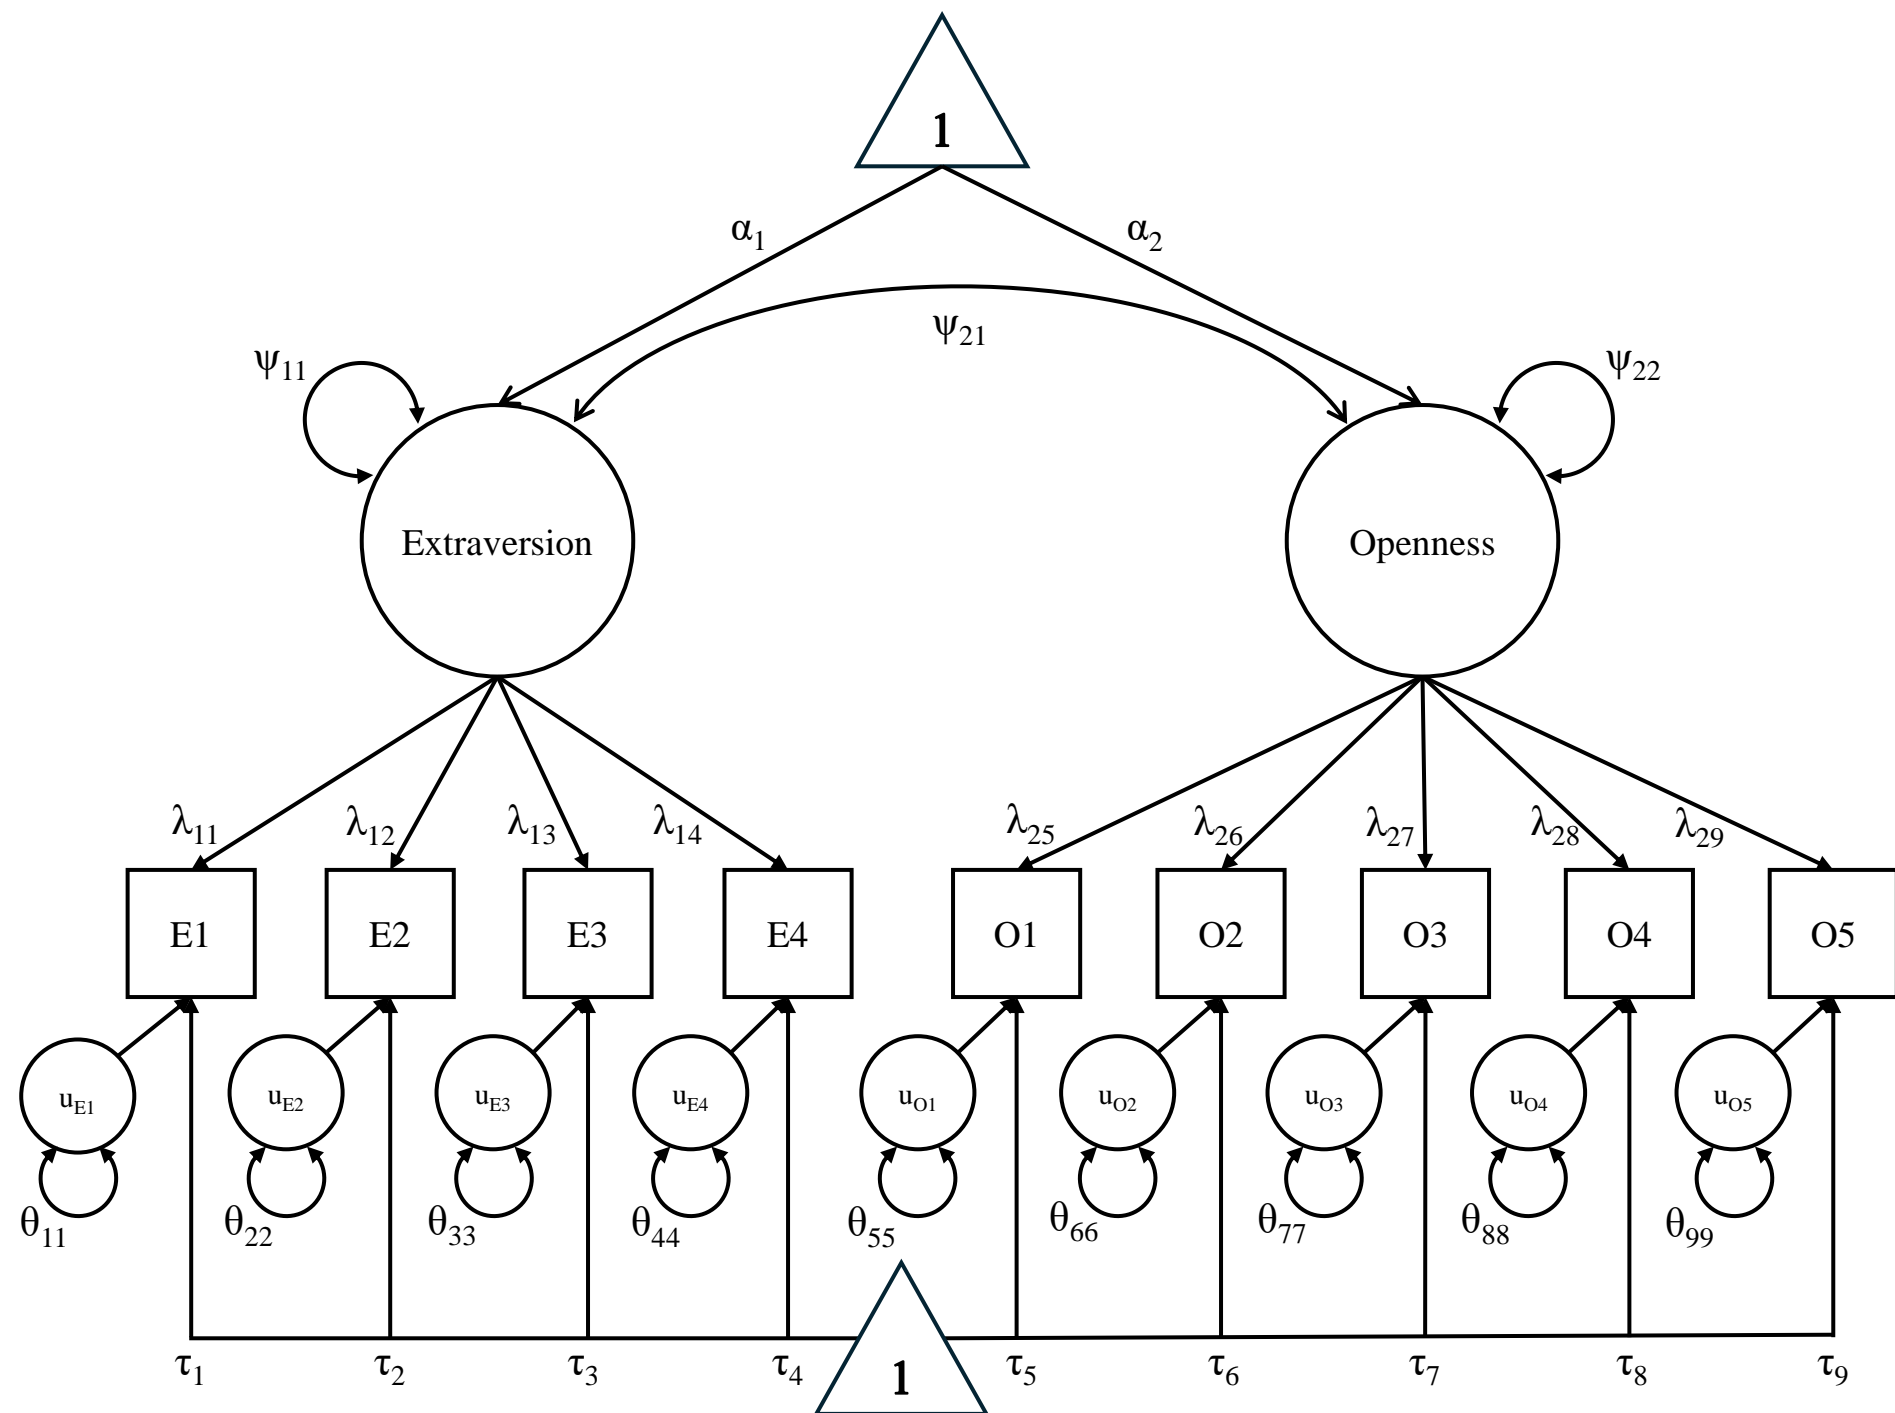 1
α1 α2
ψ21
ψ11 ψ22
Extraversion Openness
λ11 λ12 λ13 λ14 λ25 λ26 λ27 λ28 λ29
E1 E2 E3 E4 O1 O2 O3 O4 O5
uE1 uE2 uE3 uE4 uO1 uO2 uO3 uO4 uO5
θ11 θ22 θ33 θ44 θ55 θ66 θ77 θ88 θ99
τ1 τ2 τ3 τ4 1 τ5 τ6 τ7 τ8 τ9